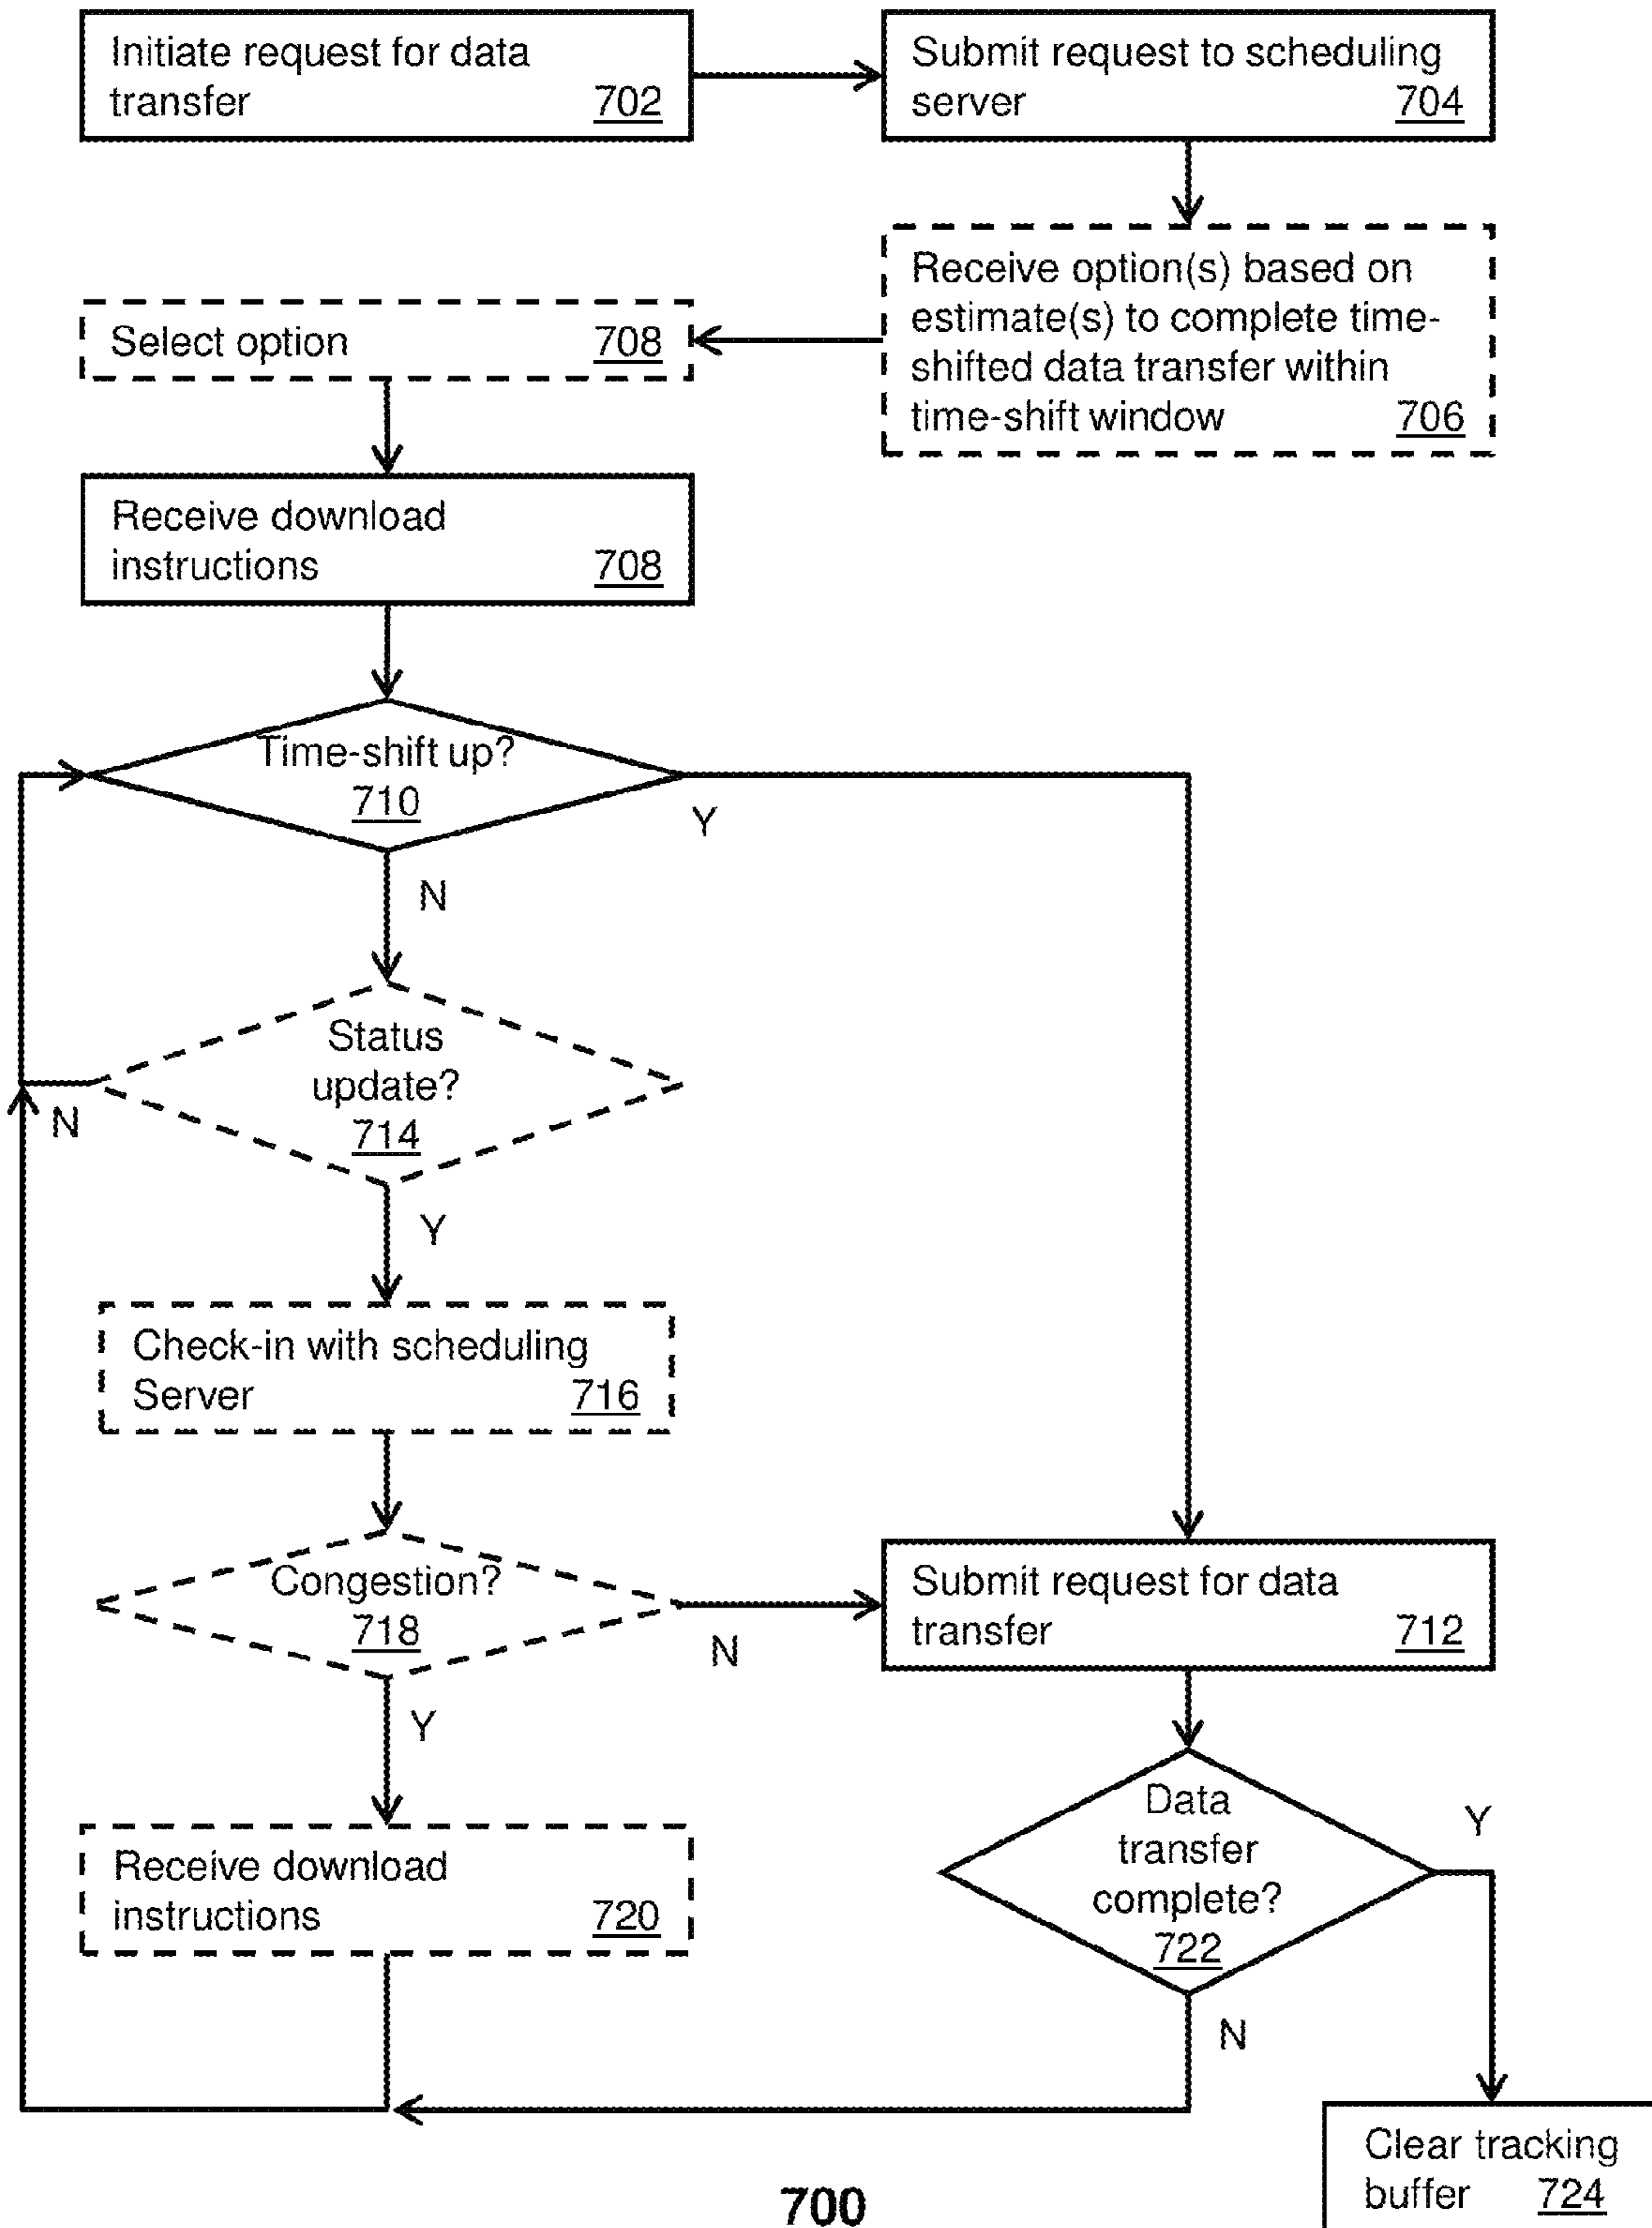 Initiate request for data
transfer 702
Submit request to scheduling
server 704
Receive option(s) based on
estimate(s) to complete time-
shifted data transfer within
time-shift window 706
Select option 708
Receive download
instructions 708
Time-shift up?
710
Y
N
Status
update?
714
N
Y
Check-in with scheduling
Server 716
Congestion?
718
N
Y
Submit request for data
transfer 712
Receive download
instructions 720
Data
transfer
complete?
722
Y
N
Clear tracking
buffer 724
700